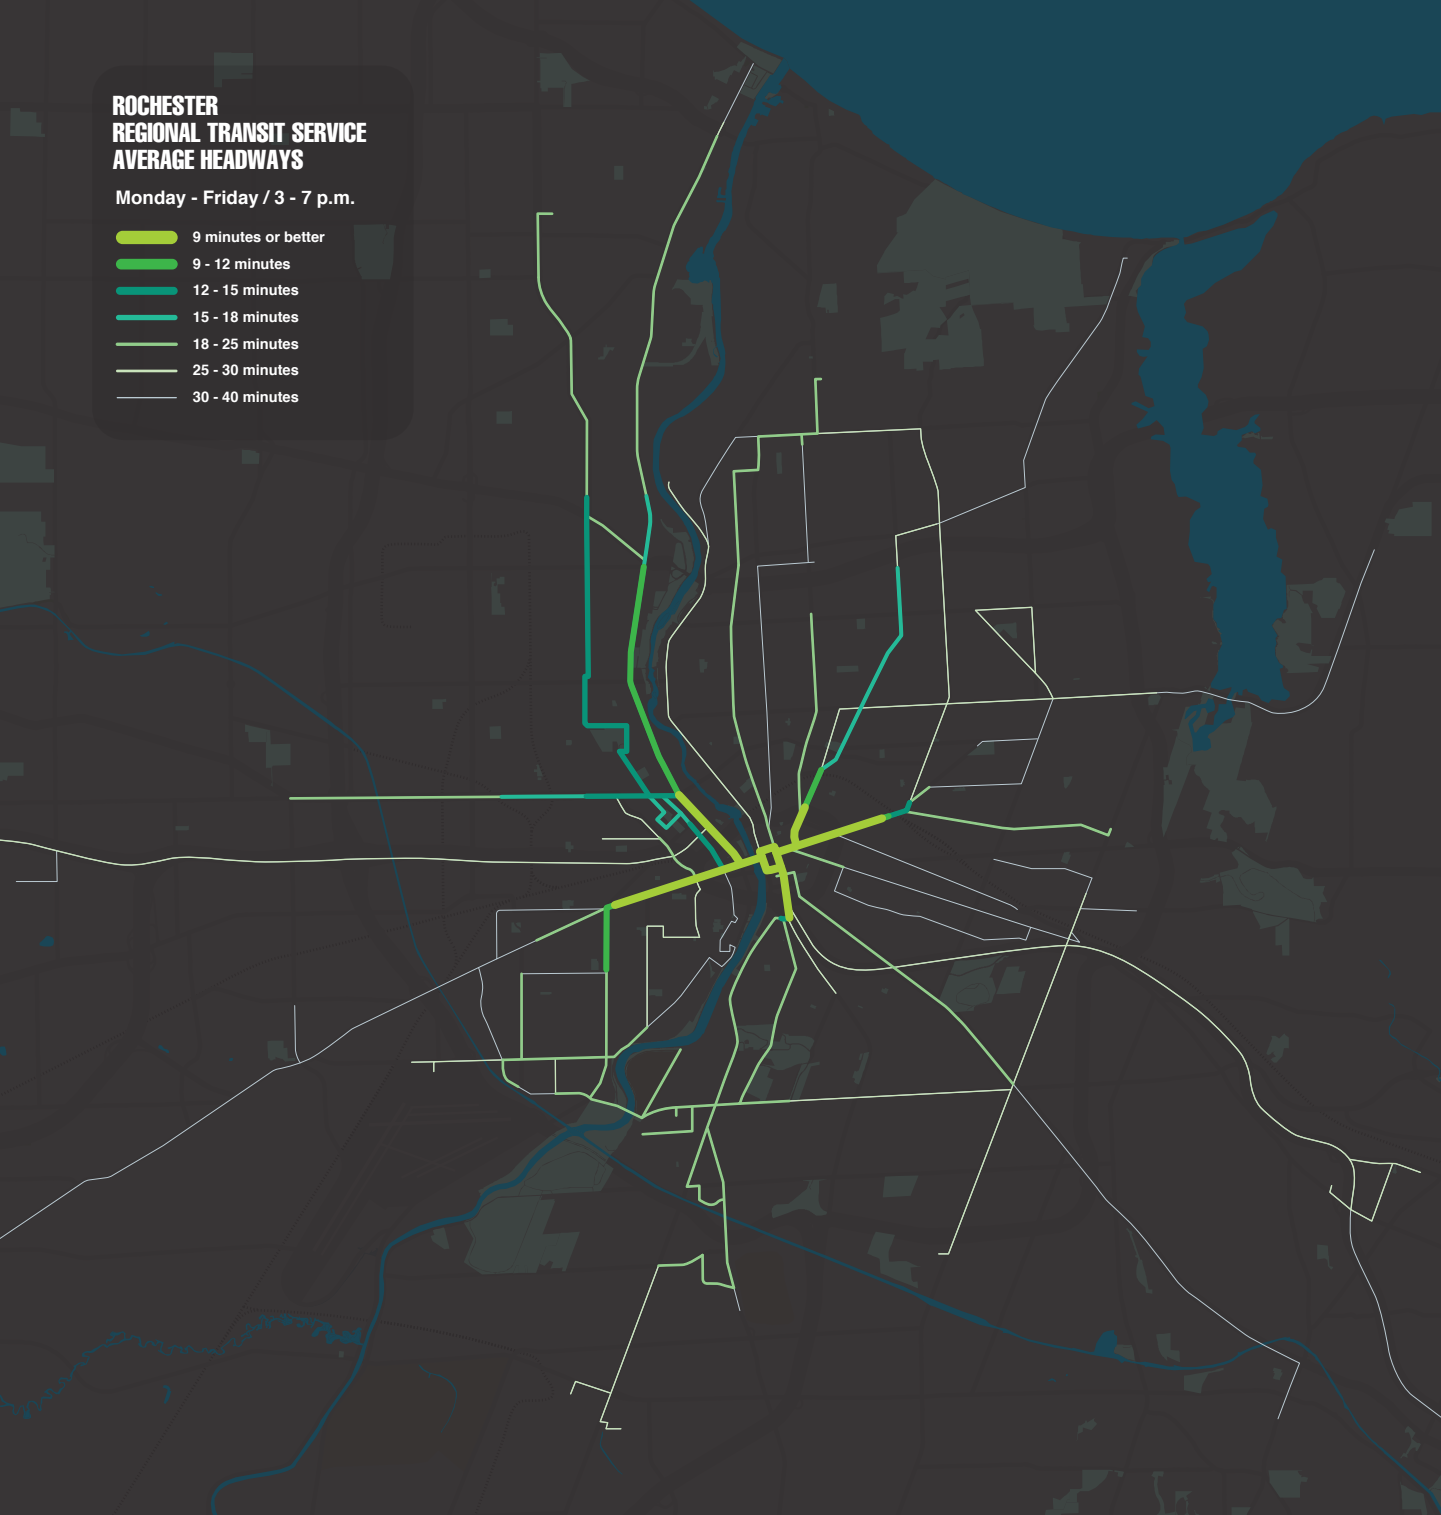 ROCHESTER
REGIONAL TRANSIT SERVICE
AVERAGE HEADWAYS
Monday - Friday / 3 - 7 p.m.
9 minutes or better
9 - 12 minutes
12 - 15 minutes
15 - 18 minutes
18 - 25 minutes
25 - 30 minutes
30 - 40 minutes